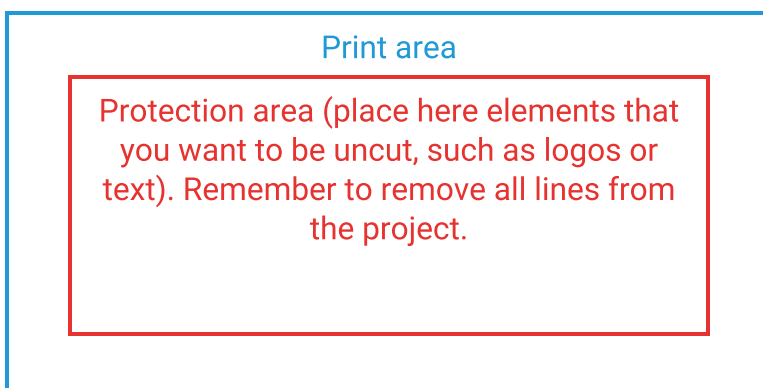 Print area
Protection area (place here elements that
you want to be uncut, such as logos or
text). Remember to remove all lines from
the project.